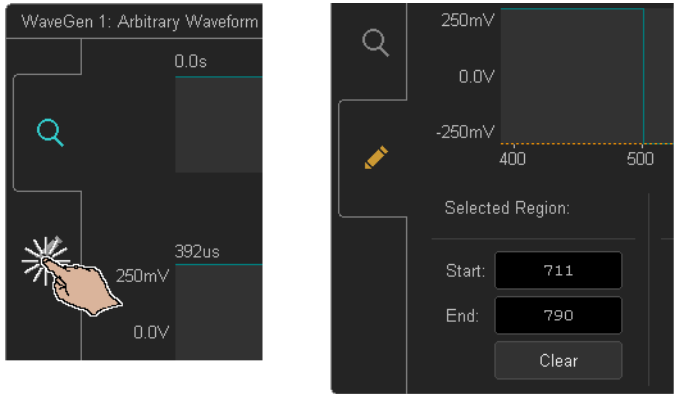 WaveGen 1: Arbitrary Waveform
0.0s
392us
250mV
0.0V
250mV
0.0V
-250mV
400 500
Selected Region:
Start: 711
End: 790
Clear